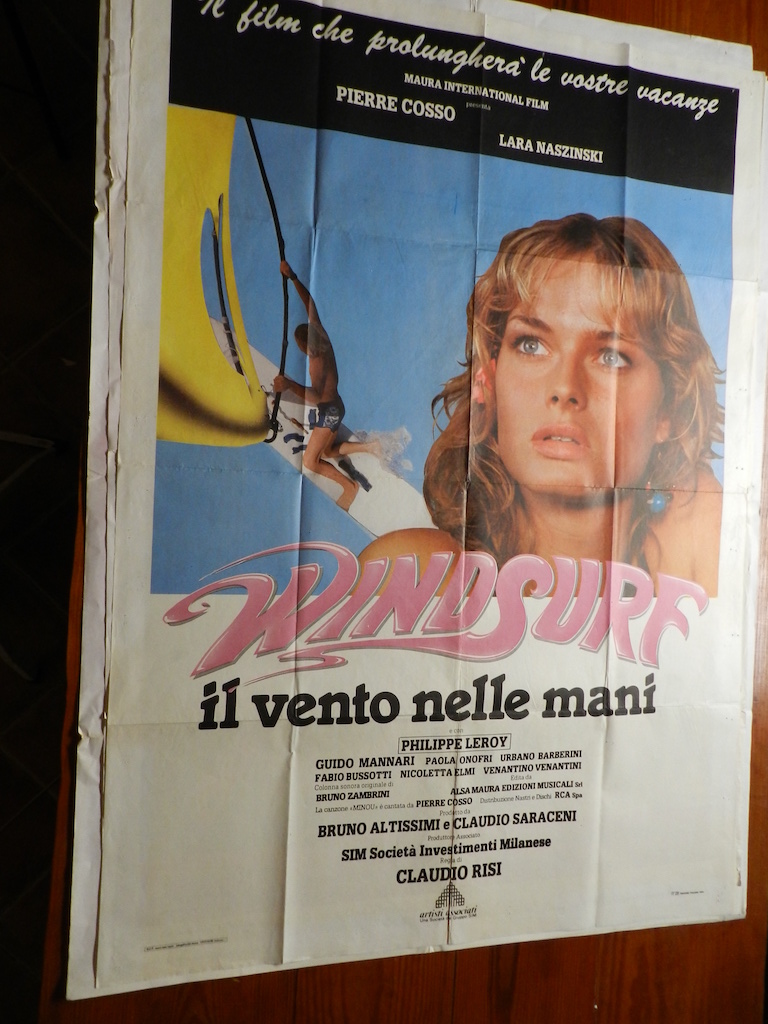 Il film che prolungherà le vostre vacanze
MAURA INTERNATIONAL FILM
presenta
PIERRE COSSO
LARA NASZINSKI
WINDSURF
il vento nelle mani
e con
PHILIPPE LEROY
GUIDO MANNARI PAOLA ONOFRI URBANO BARBERINI
FABIO BUSSOTTI NICOLETTA ELMI VENANTINO VENANTINI
Colonna sonora originale di
BRUNO ZAMBRINI
Edita da
ALSA MAURA EDIZIONI MUSICALI Srl
La canzone «MINOU» è cantata da PIERRE COSSO Distribuzione Nastri e Dischi RCA Spa
Prodotto da
BRUNO ALTISSIMI e CLAUDIO SARACENI
Produttore Associato
SIM Società Investimenti Milanese
Regia di
CLAUDIO RISI
artisti associati